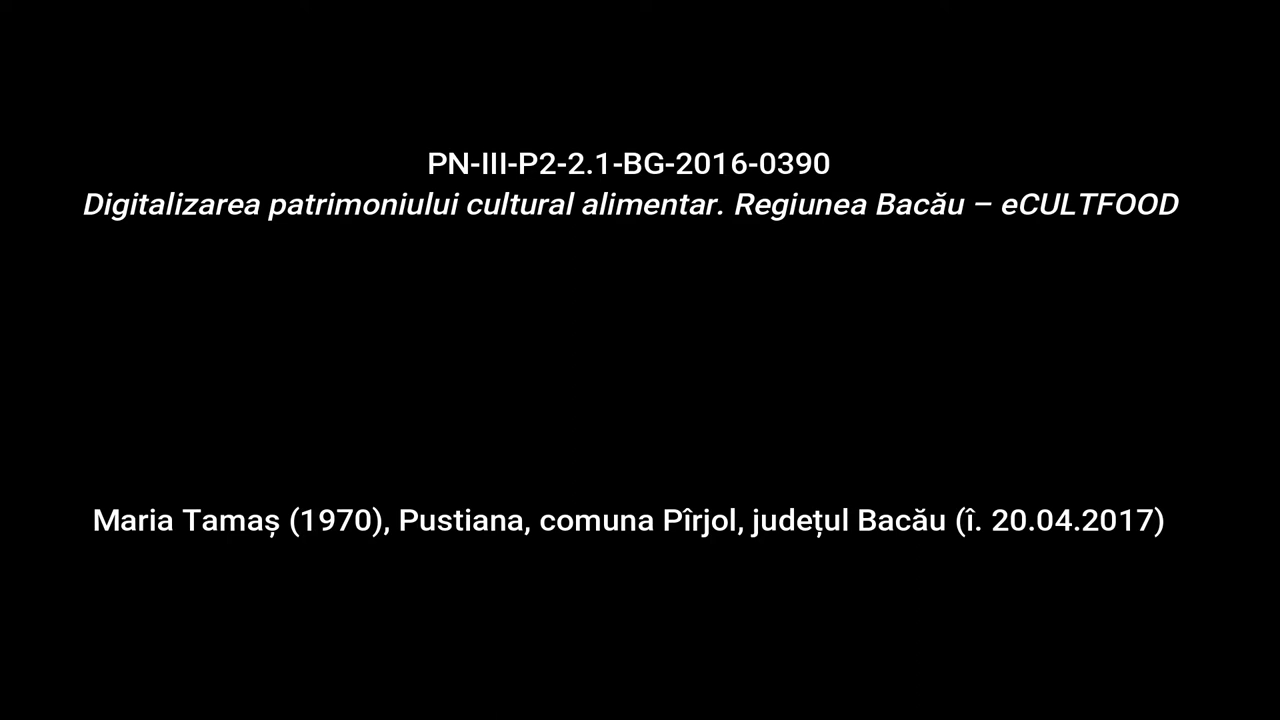 PN-III-P2-2.1-BG-2016-0390
Digitalizarea patrimoniului cultural alimentar. Regiunea Bacău – eCULTFOOD
Maria Tamaș (1970), Pustiana, comuna Pîrjol, județul Bacău (î. 20.04.2017)